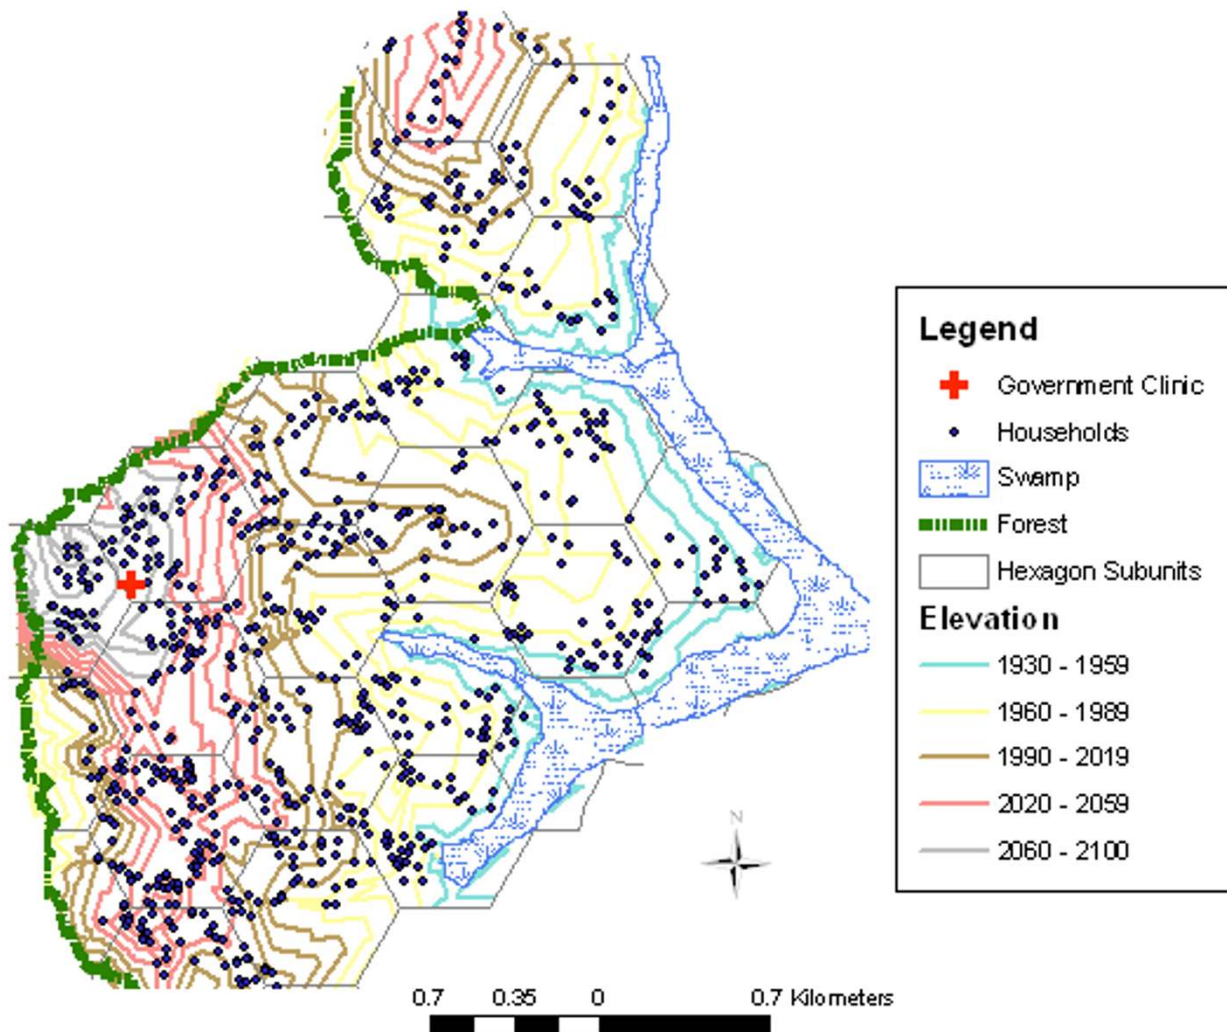 Legend
Government Clinic
Households
Swamp
Forest
Hexagon Subunits
Elevation
1930 - 1959
1960 - 1989
1990 - 2019
2020 - 2059
2060 - 2100
N
0.7 0.35 0 0.7 Kilometers